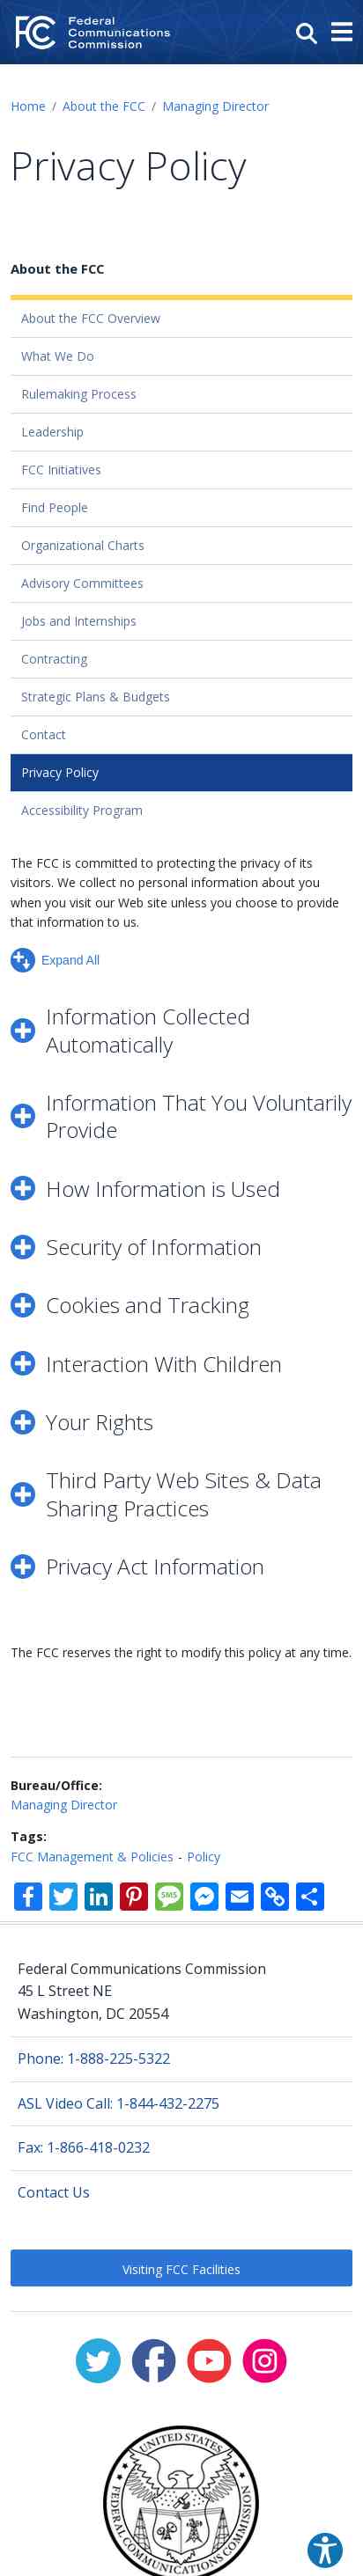 FC Federal
Communications
Commission
Home / About the FCC / Managing Director
Privacy Policy
About the FCC
About the FCC Overview
What We Do
Rulemaking Process
Leadership
FCC Initiatives
Find People
Organizational Charts
Advisory Committees
Jobs and Internships
Contracting
Strategic Plans & Budgets
Contact
Privacy Policy
Accessibility Program
The FCC is committed to protecting the privacy of its
visitors. We collect no personal information about you
when you visit our Web site unless you choose to provide
that information to us.
Expand All
Information Collected
Automatically
Information That You Voluntarily
Provide
How Information is Used
Security of Information
Cookies and Tracking
Interaction With Children
Your Rights
Third Party Web Sites & Data
Sharing Practices
Privacy Act Information
The FCC reserves the right to modify this policy at any time.
Bureau/Office:
Managing Director
Tags:
FCC Management & Policies - Policy
SMS
Federal Communications Commission
45 L Street NE
Washington, DC 20554
Phone: 1-888-225-5322
ASL Video Call: 1-844-432-2275
Fax: 1-866-418-0232
Contact Us
Visiting FCC Facilities
UNITED STATES OF AMERICA
FEDERAL COMMUNICATIONS COMMISSION